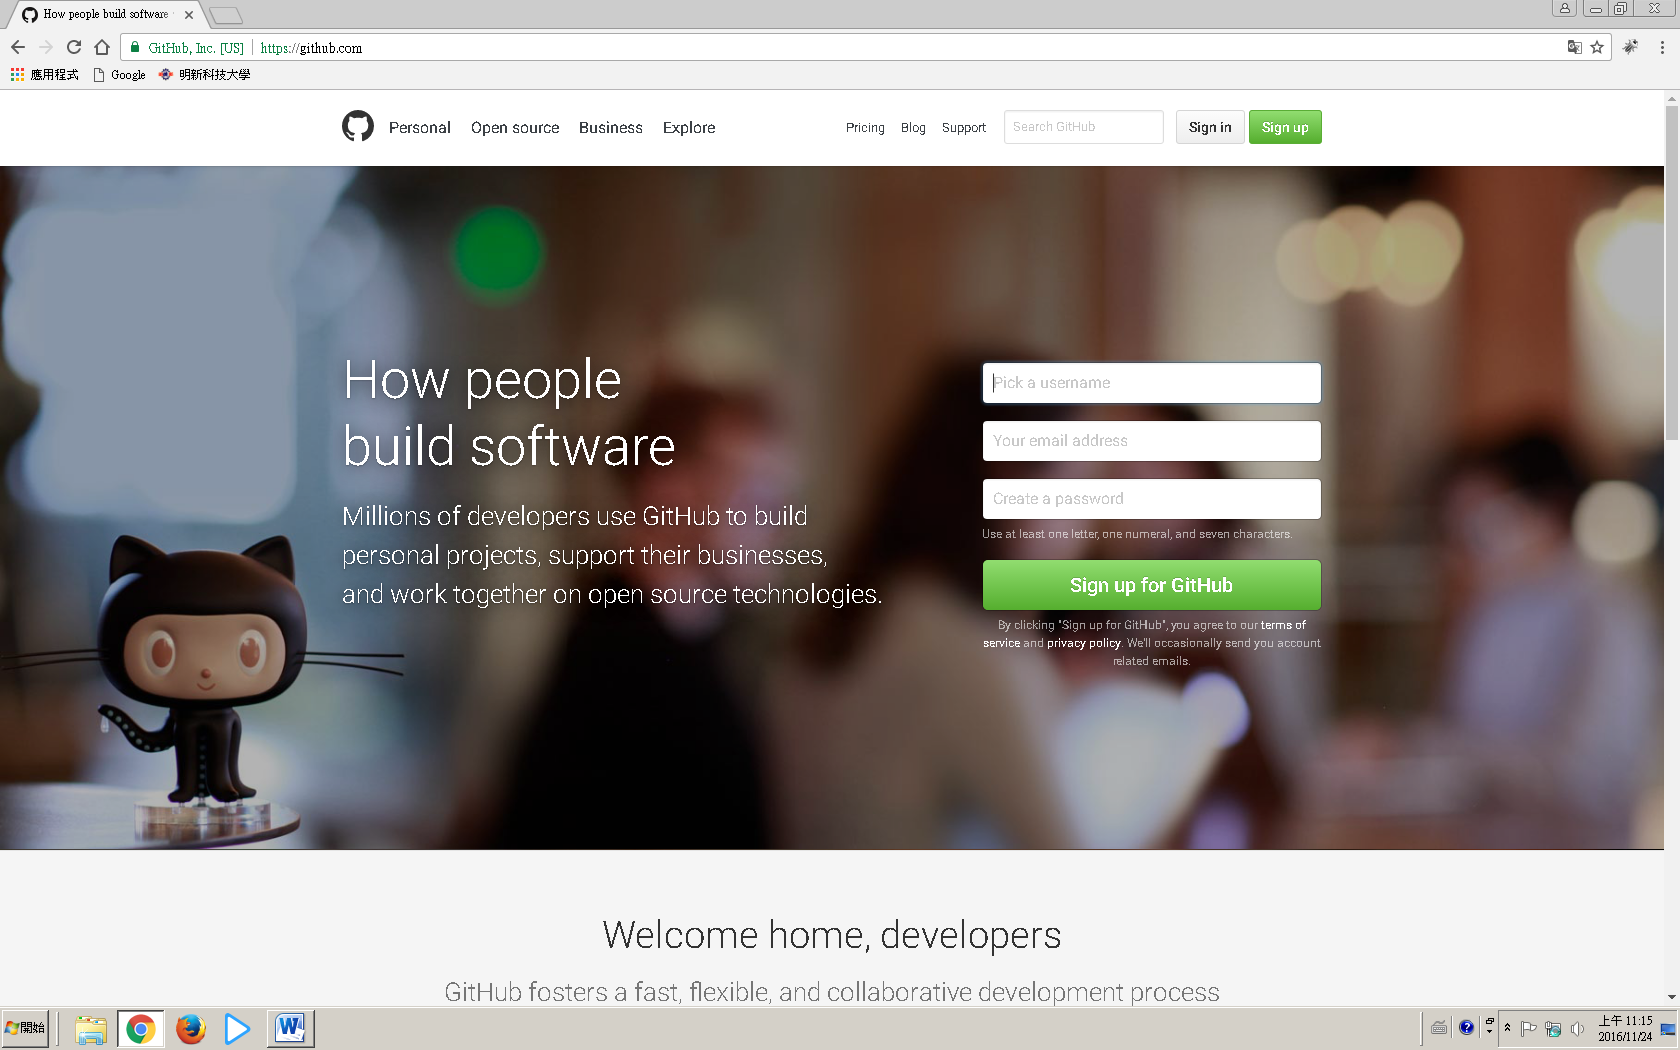 How people build software
GitHub, Inc. [US]
https://github.com
應用程式
Google
明新科技大學
Personal
Open source
Business
Explore
Pricing
Blog
Support
Search GitHub
Sign in
Sign up
How people
build software
Millions of developers use GitHub to build
personal projects, support their businesses,
and work together on open source technologies.
Pick a username
Your email address
Create a password
Use at least one letter, one numeral, and seven characters.
Sign up for GitHub
By clicking "Sign up for GitHub", you agree to our terms of
service and privacy policy. We'll occasionally send you account
related emails.
Welcome home, developers
GitHub fosters a fast, flexible, and collaborative development process
開始
上午 11:15
2016/11/24